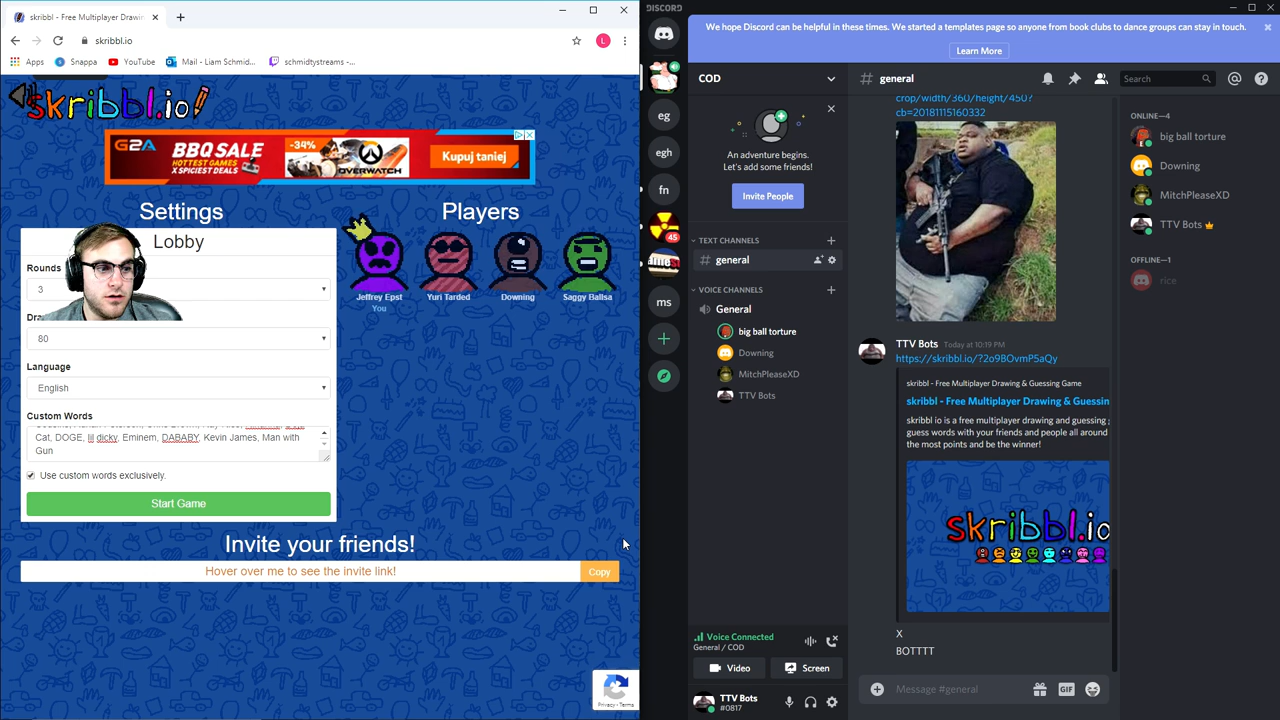 skribbl - Free Multiplayer Drawin
skribbl.io
L
Apps
Snappa
YouTube
Mail - Liam Schmid...
schmidtystreams -...
skribbl.io
G2A
BBQ SALE
HOTTEST GAMES
X SPICIEST DEALS
-34%
OVERWATCH
Kupuj taniej
Settings
Players
Lobby
Rounds
3
80
Language
English
Custom Words
Cat, DOGE, lil dicky, Eminem, DABABY, Kevin James, Man with
Gun
Use custom words exclusively.
Start Game
Jeffrey Epst
You
Yuri Tarded
Downing
Saggy Ballsa
Invite your friends!
Hover over me to see the invite link!
Copy
Privacy - Terms
DISCORD
We hope Discord can be helpful in these times. We started a templates page so anyone from book clubs to dance groups can stay in touch.
Learn More
eg
egh
fn
45
ms
COD
An adventure begins.
Let's add some friends!
Invite People
TEXT CHANNELS
# general
VOICE CHANNELS
General
big ball torture
Downing
MitchPleaseXD
TTV Bots
Voice Connected
General / COD
Video
Screen
TTV Bots
#0817
# general
Search
crop/width/360/height/450?
cb=20181115160332
TTV Bots Today at 10:19 PM
https://skribbl.io/?2o9BOvmP5aQy
skribbl - Free Multiplayer Drawing & Guessing Game
skribbl - Free Multiplayer Drawing & Guessin
skribbl io is a free multiplayer drawing and guessing
guess words with your friends and people all around
the most points and be the winner!
skribbl.io
X
BOTTTT
Message #general
GIF
ONLINE—4
big ball torture
Downing
MitchPleaseXD
TTV Bots
OFFLINE—1
rice